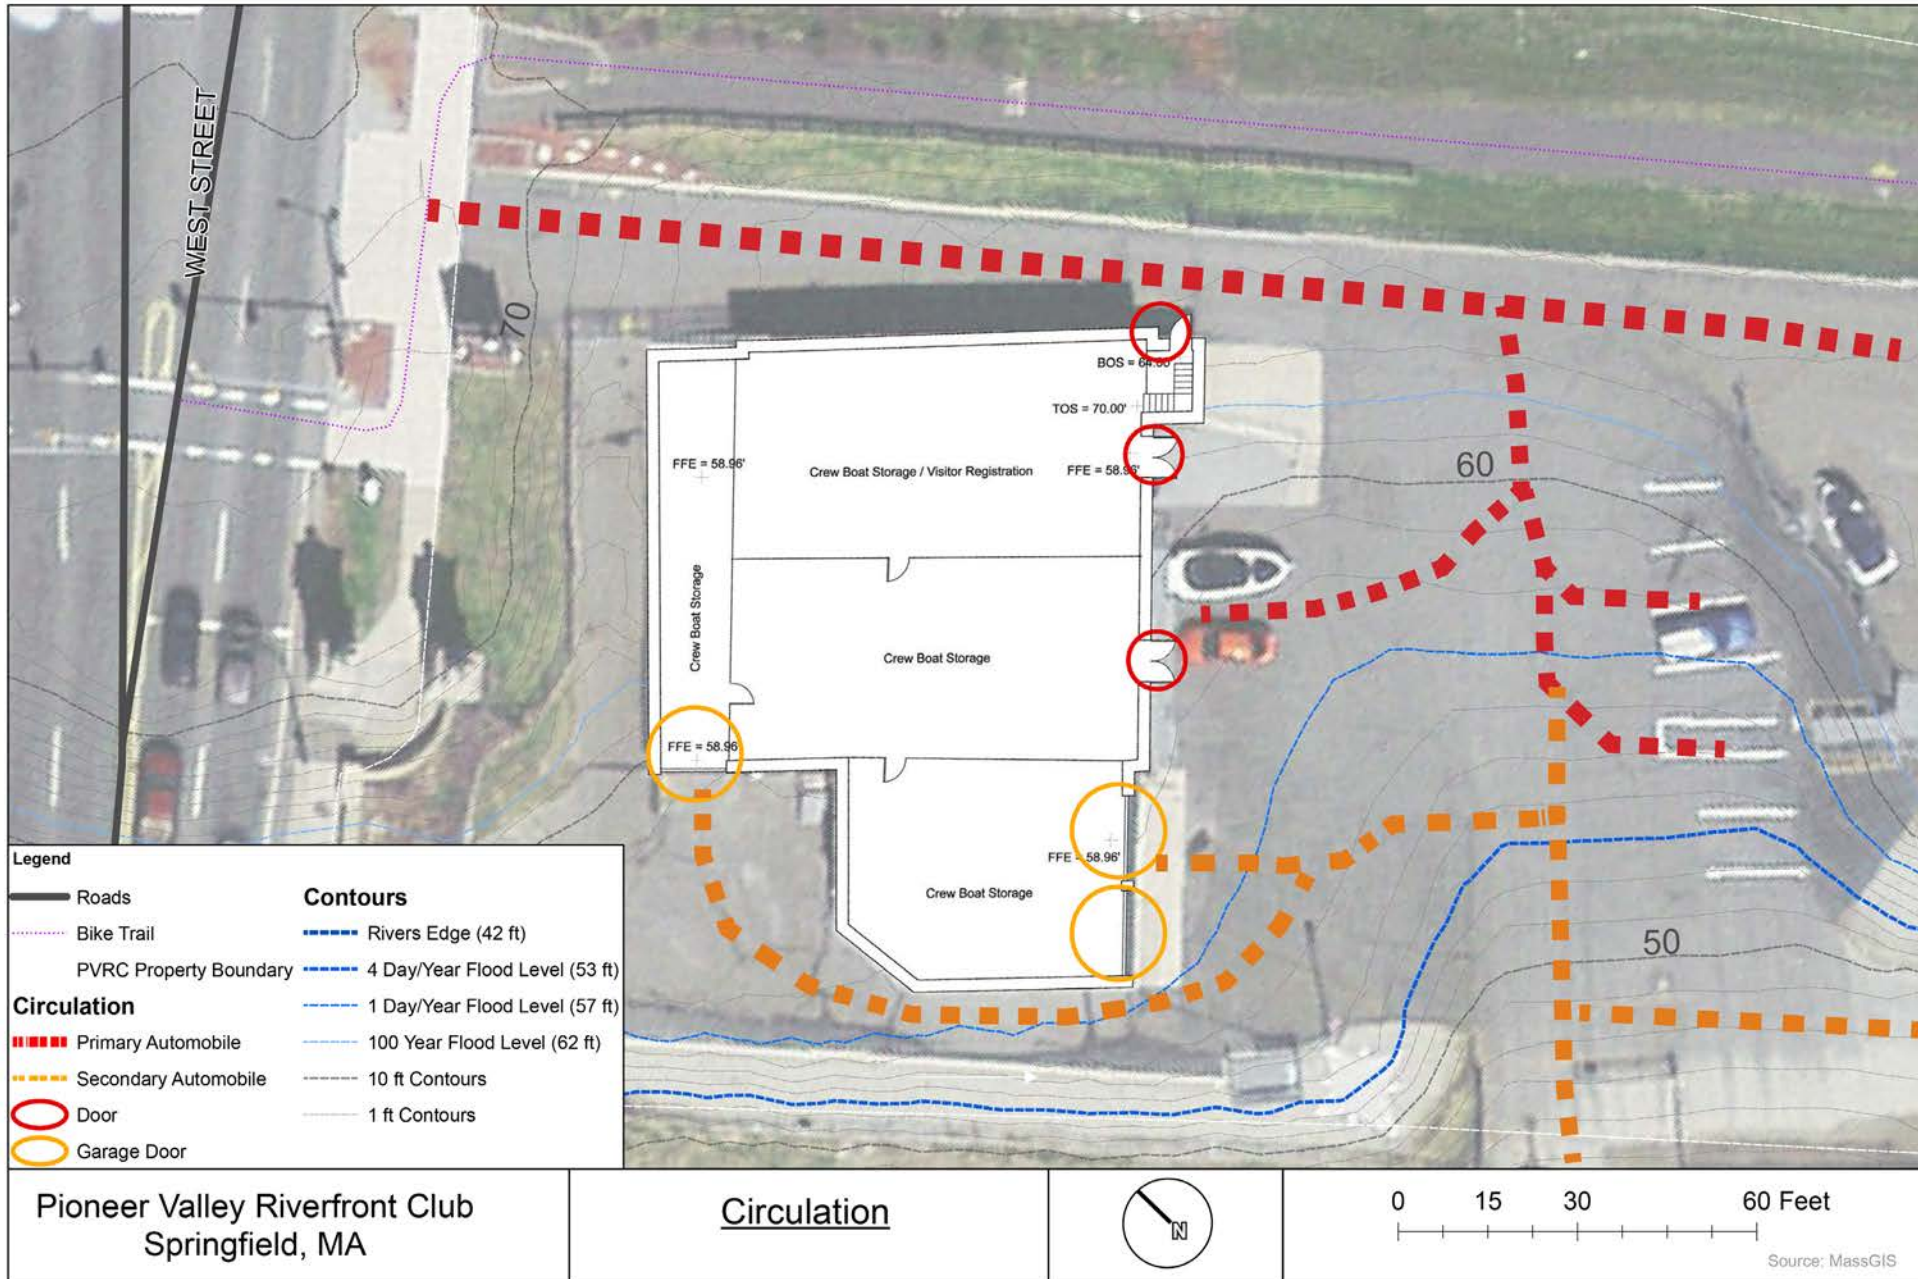 WEST STREET
70
BOS = 64.60
TOS = 70.00'
FFE = 58.96'
Crew Boat Storage / Visitor Registration
FFE = 58.96'
60
Crew Boat Storage
Crew Boat Storage
FFE = 58.96
FFE = 58.96'
Crew Boat Storage
50
Legend
Roads
Bike Trail
PVRC Property Boundary
Circulation
Primary Automobile
Secondary Automobile
Door
Garage Door
Contours
Rivers Edge (42 ft)
4 Day/Year Flood Level (53 ft)
1 Day/Year Flood Level (57 ft)
100 Year Flood Level (62 ft)
10 ft Contours
1 ft Contours
Pioneer Valley Riverfront Club
Springfield, MA
Circulation
N
0 15 30 60 Feet
Source: MassGIS